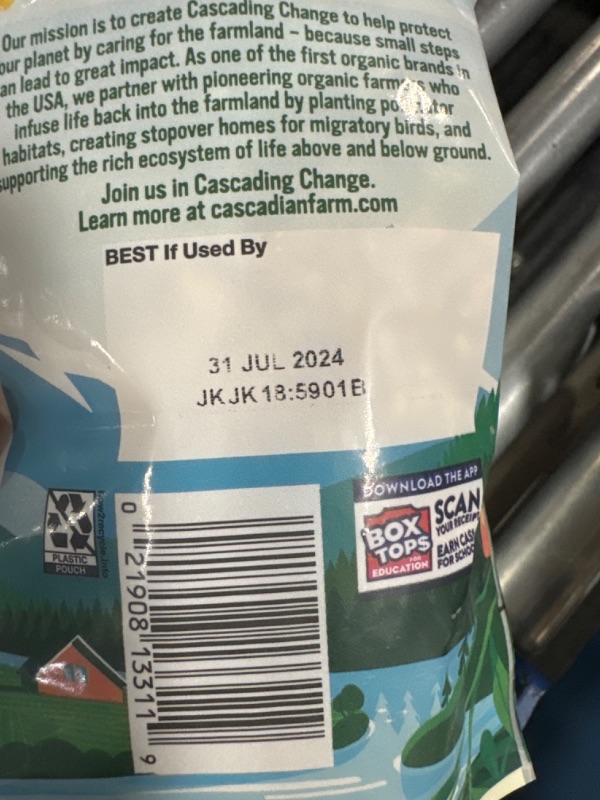 Our mission is to create Cascading Change to help protect
our planet by caring for the farmland – because small steps
an lead to great impact. As one of the first organic brands in
the USA, we partner with pioneering organic who
infuse life back into the farmland by planting
habitats, creating stopover homes for migratory birds, and
supporting the rich ecosystem of life above and below ground.
Join us in Cascading Change.
Learn more at cascadianfarm.com
BEST If Used By
31 JUL 2024
JKJK 18:5901B
how2recycle.info
PLASTIC
POUCH
0 21908 13311 9
DOWNLOAD THE APP
BOX
TOPS
FOR
EDUCATION
SCAN
YOUR
EARN
FOR